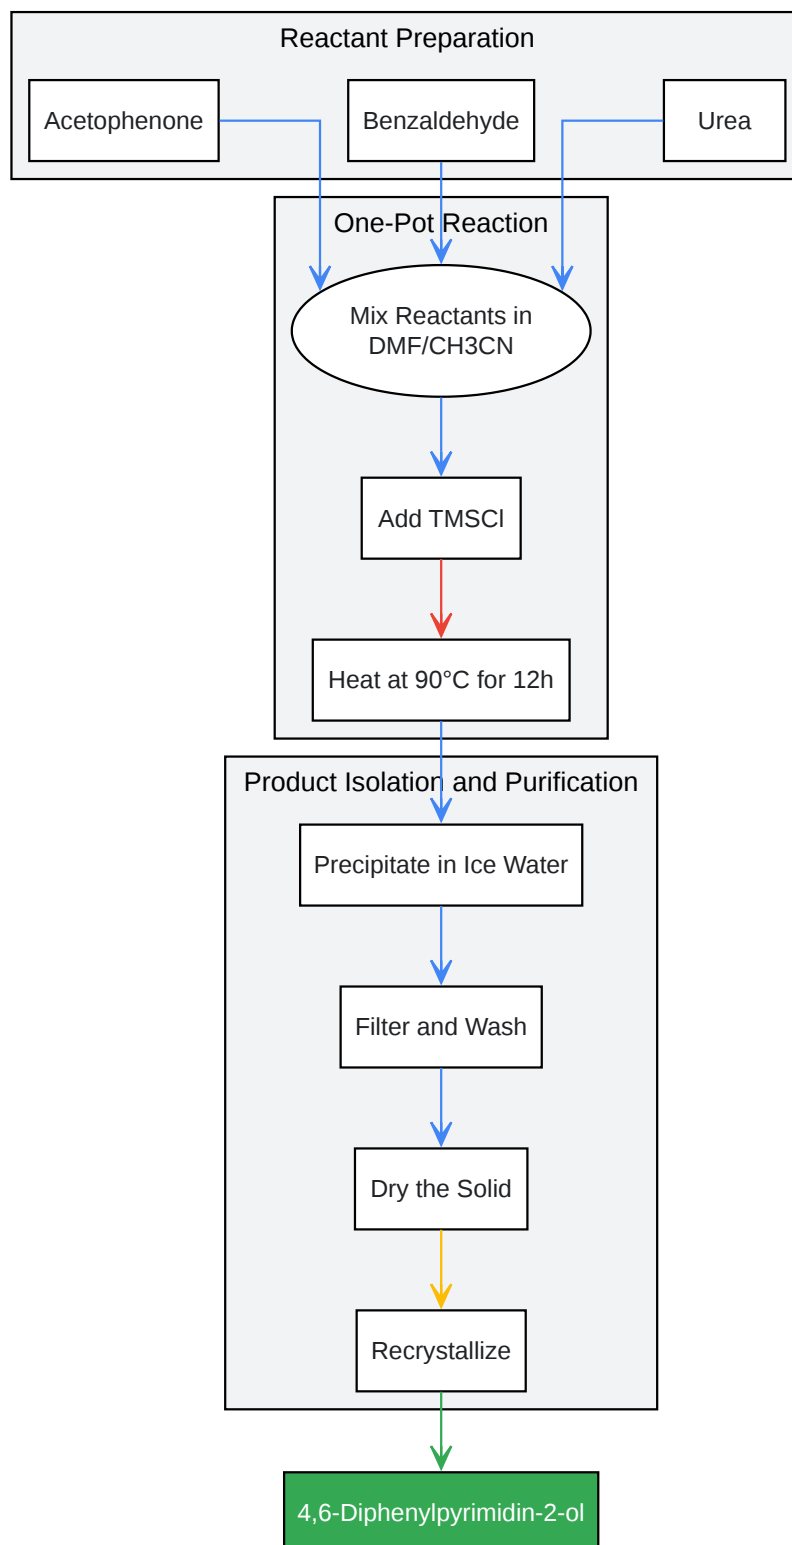 Reactant Preparation
Acetophenone
Benzaldehyde
Urea
One-Pot Reaction
Mix Reactants in
DMF/CH3CN
Add TMSCl
Heat at 90°C for 12h
Product Isolation and Purification
Precipitate in Ice Water
Filter and Wash
Dry the Solid
Recrystallize
4,6-Diphenylpyrimidin-2-ol